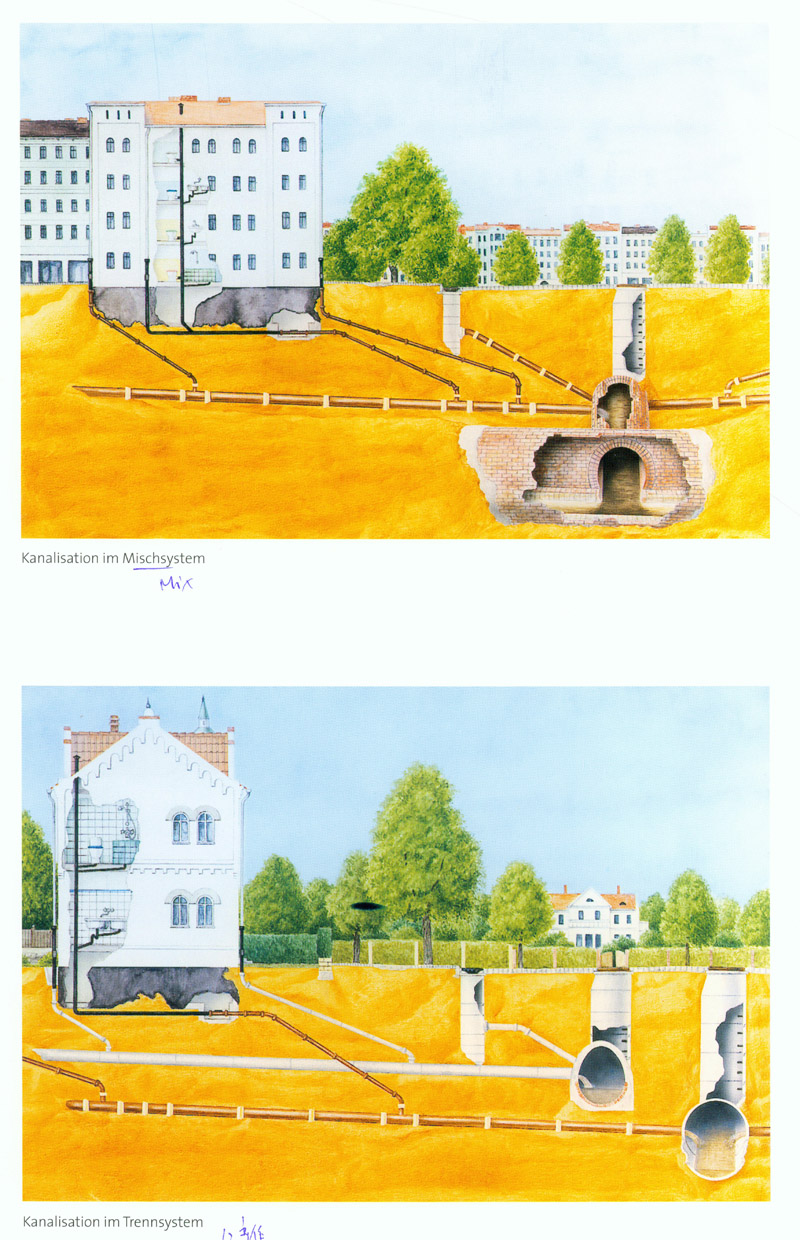 Kanalisation im Mischsystem
Mix
Kanalisation im Trennsystem